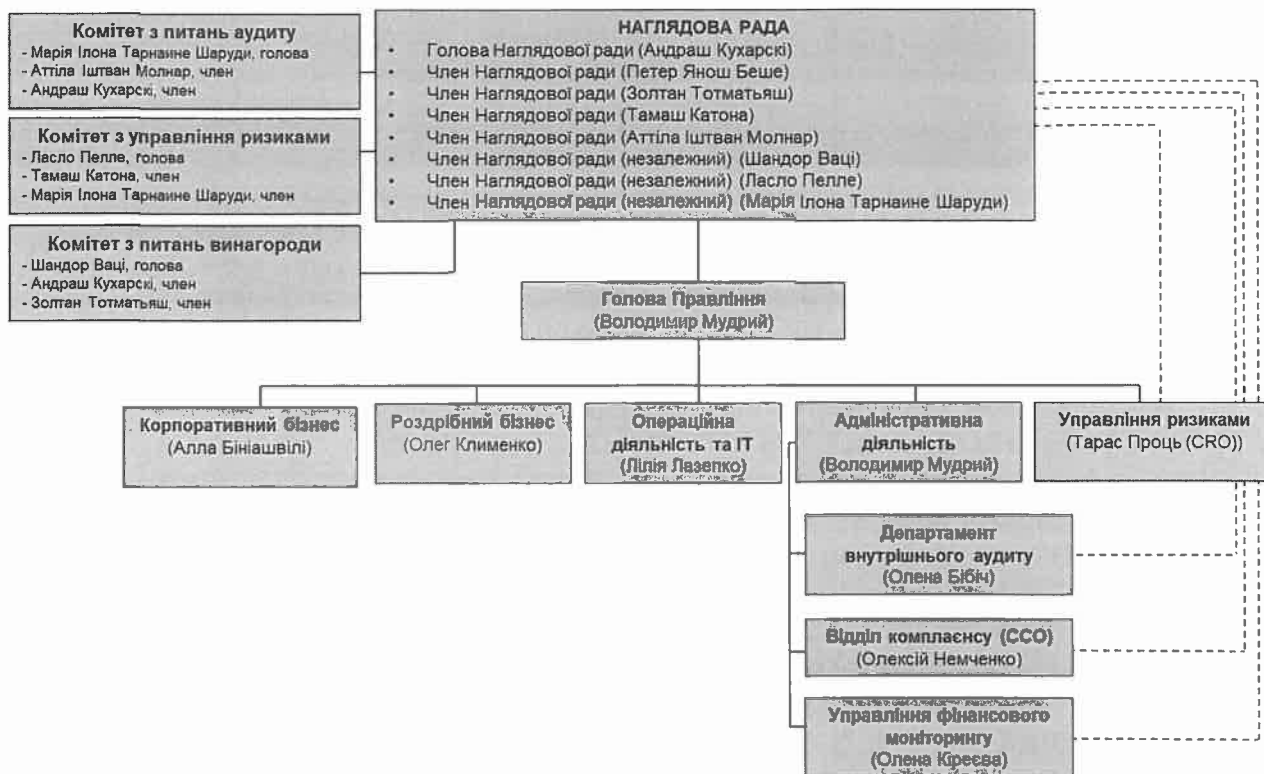 Комітет з питань аудиту
- Марія Ілона Тарнаине Шаруди, голова
- Аттіла Іштван Молнар, член
- Андраш Кухарскі, член
Комітет з управління ризиками
- Ласло Пелле, голова
- Тамаш Катона, член
- Марія Ілона Тарнаине Шаруди, член
Комітет з питань винагороди
- Шандор Ваці, голова
- Андраш Кухарскі, член
- Золтан Тотматьяш, член
НАГЛЯДОВА РАДА
• Голова Наглядової ради (Андраш Кухарскі)
• Член Наглядової ради (Петер Янош Беше)
• Член Наглядової ради (Золтан Тотматьяш)
• Член Наглядової ради (Тамаш Катона)
• Член Наглядової ради (Аттіла Іштван Молнар)
• Член Наглядової ради (незалежний) (Шандор Ваці)
• Член Наглядової ради (незалежний) (Ласло Пелле)
• Член Наглядової ради (незалежний) (Марія Ілона Тарнаине Шаруди)
Голова Правління
(Володимир Мудрий)
Корпоративний бізнес
(Алла Бініашвілі)
Роздрібний бізнес
(Олег Клименко)
Операційна
діяльність та ІТ
(Лілія Лазепко)
Адміністративна
діяльність
(Володимир Мудрий)
Управління ризиками
(Тарас Проць (CRO))
Департамент
внутрішнього аудиту
(Олена Бібіч)
Відділ комплаєнсу (ССО)
(Олексій Немченко)
Управління фінансового
моніторингу
(Олена Кіреєва)